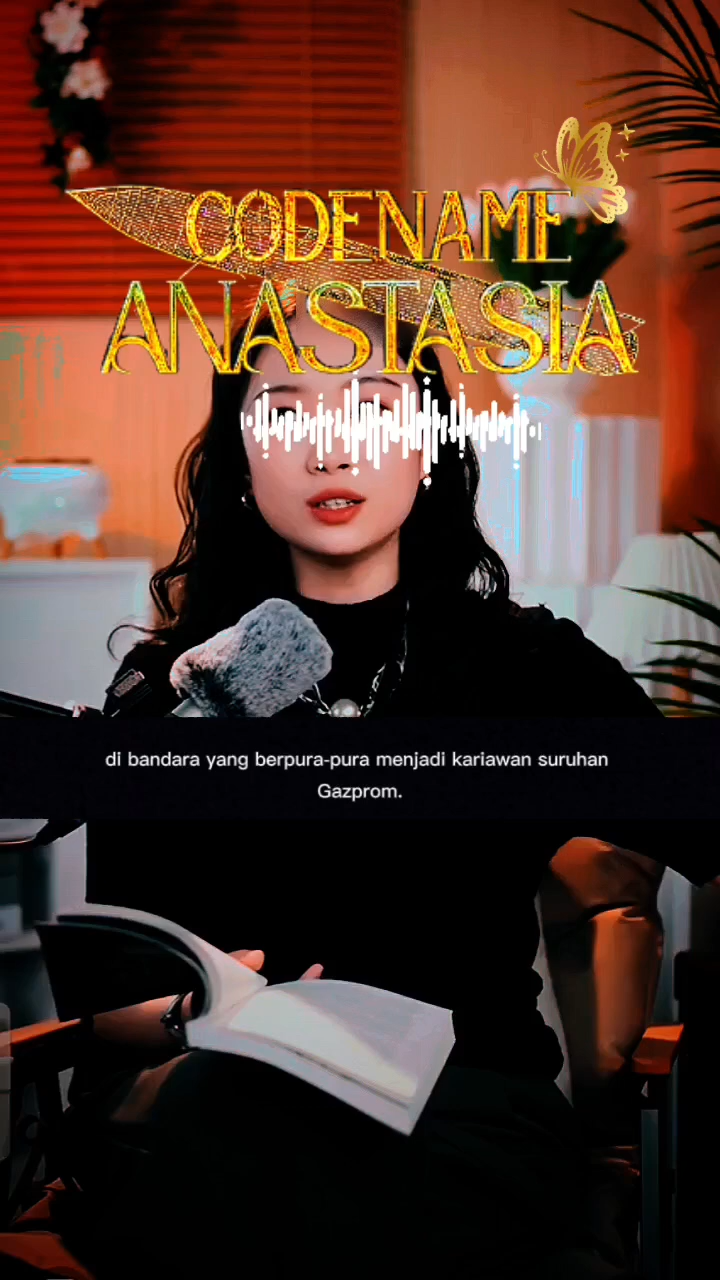 CODENAME
ANASTASIA
di bandara yang berpura-pura menjadi kariawan suruhan
Gazprom.